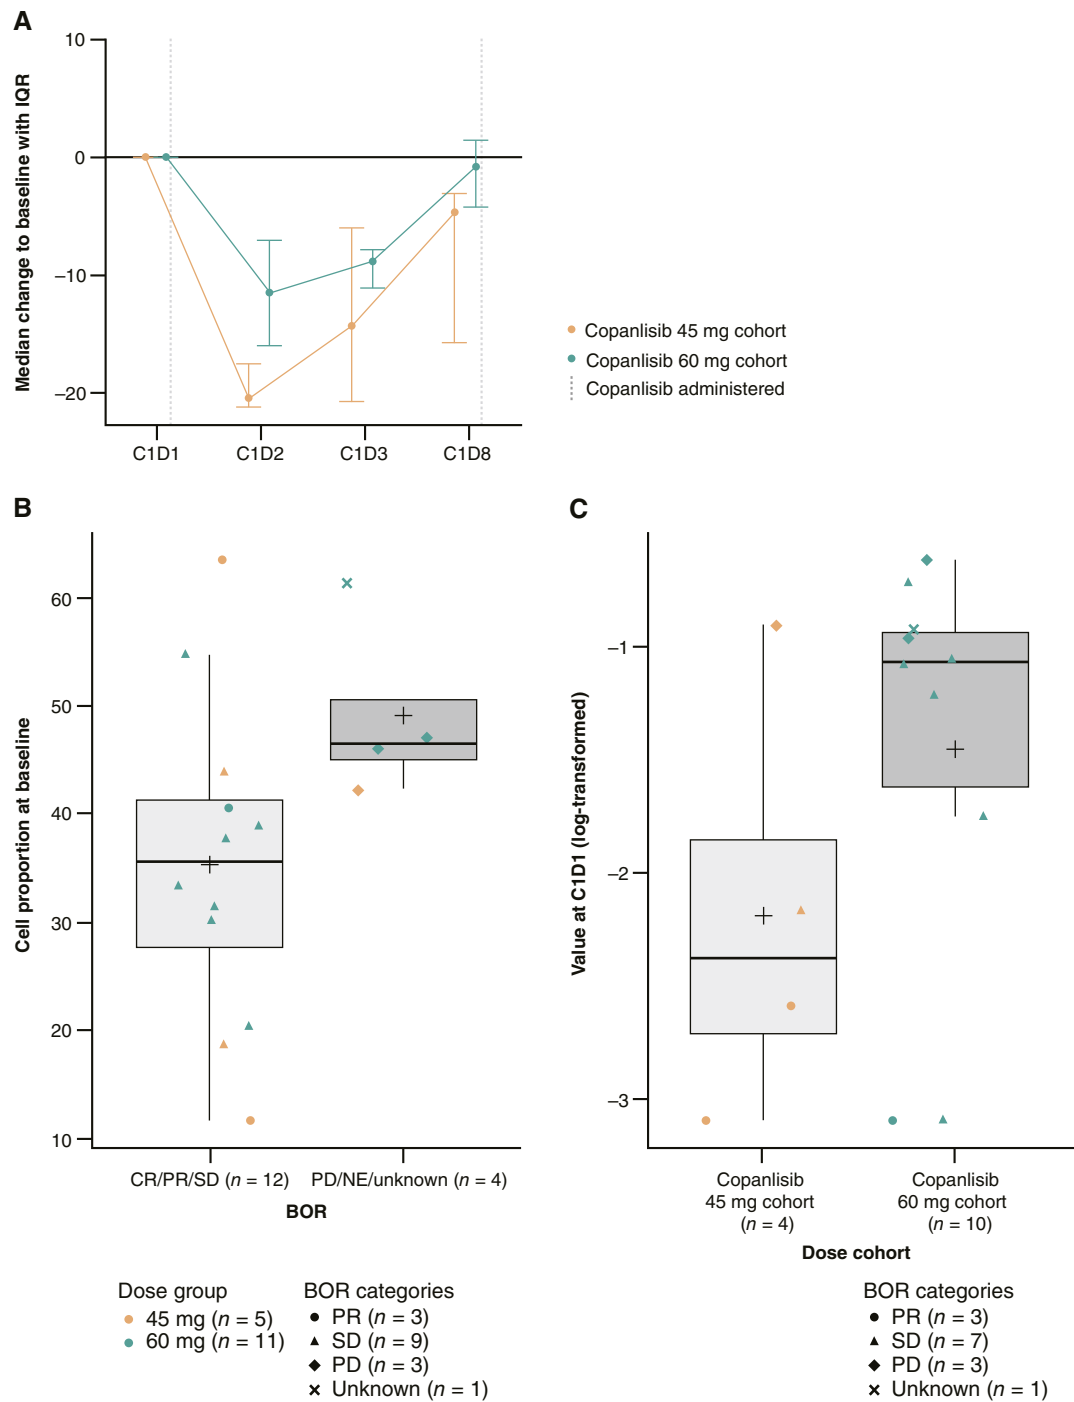 A
Median change to baseline with IQR
10
0
–10
–20
C1D1
C1D2
C1D3
C1D8
Copanlisib 45 mg cohort
Copanlisib 60 mg cohort
Copanlisib administered
B
Cell proportion at baseline
60
50
40
30
20
10
CR/PR/SD (n = 12)
PD/NE/unknown (n = 4)
BOR
Dose group
45 mg (n = 5)
60 mg (n = 11)
BOR categories
PR (n = 3)
SD (n = 9)
PD (n = 3)
Unknown (n = 1)
C
Value at C1D1 (log-transformed)
–1
–2
–3
Copanlisib
45 mg cohort
(n = 4)
Copanlisib
60 mg cohort
(n = 10)
Dose cohort
BOR categories
PR (n = 3)
SD (n = 7)
PD (n = 3)
Unknown (n = 1)